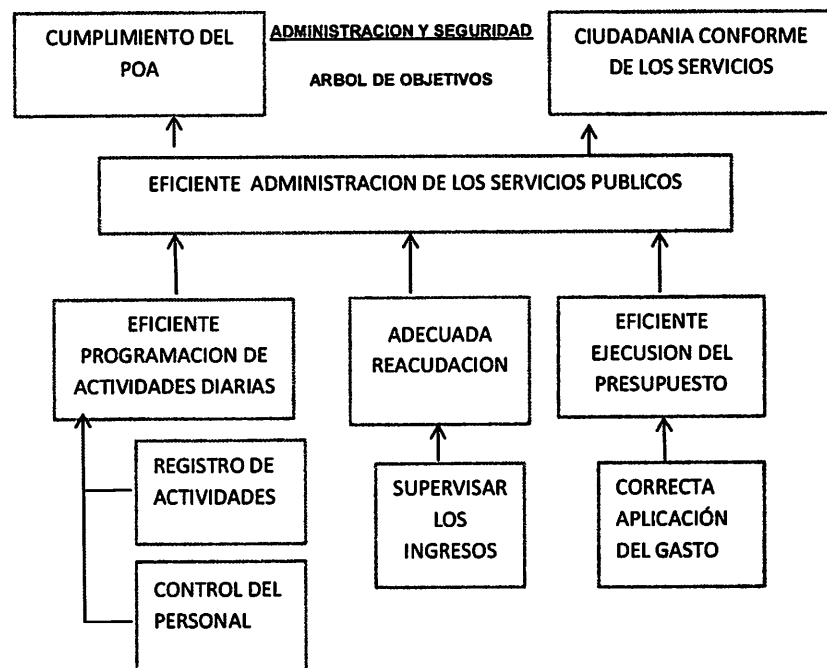 CUMPLIMIENTO DEL
POA
ADMINISTRACION Y SEGURIDAD
ARBOL DE OBJETIVOS
CIUDADANIA CONFORME
DE LOS SERVICIOS
EFICIENTE ADMINISTRACION DE LOS SERVICIOS PUBLICOS
EFICIENTE
PROGRAMACION DE
ACTIVIDADES DIARIAS
ADECUADA
REACUDACION
EFICIENTE
EJECUSION DEL
PRESUPUESTO
REGISTRO DE
ACTIVIDADES
SUPERVISAR
LOS
INGRESOS
CORRECTA
APLICACIÓN
DEL GASTO
CONTROL DEL
PERSONAL